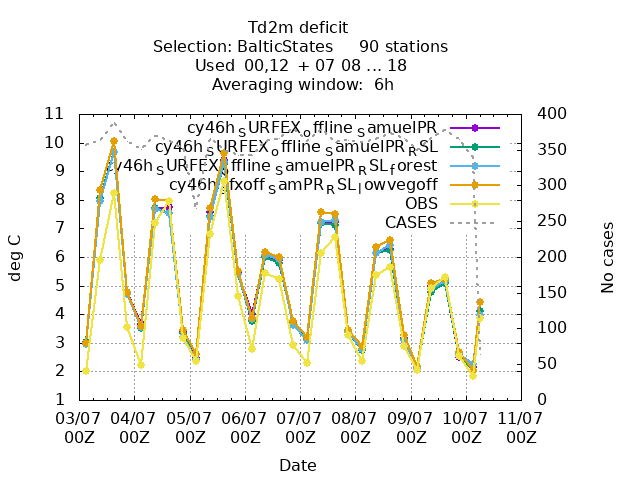 Td2m deficit
Selection: BalticStates 90 stations
Used 00,12 + 07 08 ... 18
Averaging window: 6h
cy46h_SURFEX_offline_SamuelPR
cy46h_SURFEX_offline_SamuelPR_RSL
cy46h_SURFEX_offline_SamuelPR_RSL_forest
OBS
CASES
deg C
11
10
9
8
7
6
5
4
3
2
1
400
350
300
250
200
150
100
50
0
No cases
03/07 04/07 05/07 06/07 07/07 08/07 09/07 10/07 11/07
00Z 00Z 00Z 00Z 00Z 00Z 00Z 00Z 00Z
Date